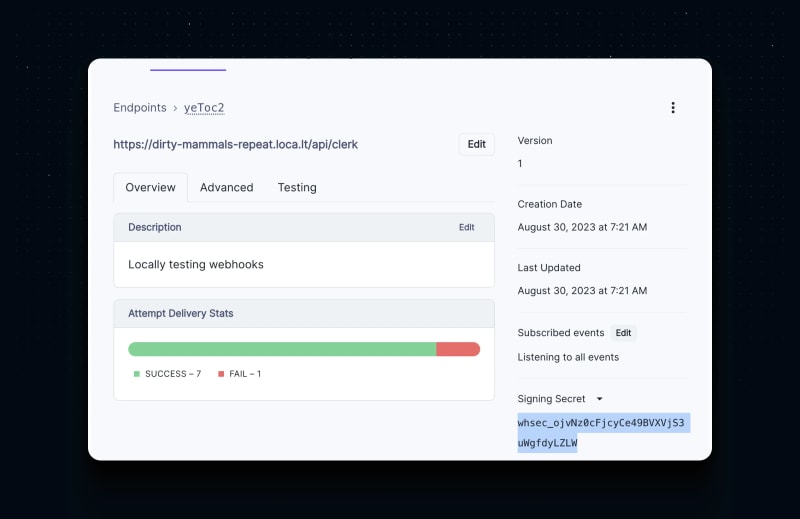 Endpoints > yeToc2
https://dirty-mammals-repeat.loca.lt/api/clerk
Edit
Overview
Advanced
Testing
Description
Edit
Locally testing webhooks
Attempt Delivery Stats
SUCCESS – 7
FAIL – 1
Version
1
Creation Date
August 30, 2023 at 7:21 AM
Last Updated
August 30, 2023 at 7:21 AM
Subscribed events
Edit
Listening to all events
Signing Secret
whsec_ojvNz0cFjcyCe49BVXVjS3
uWgfdyLZLW